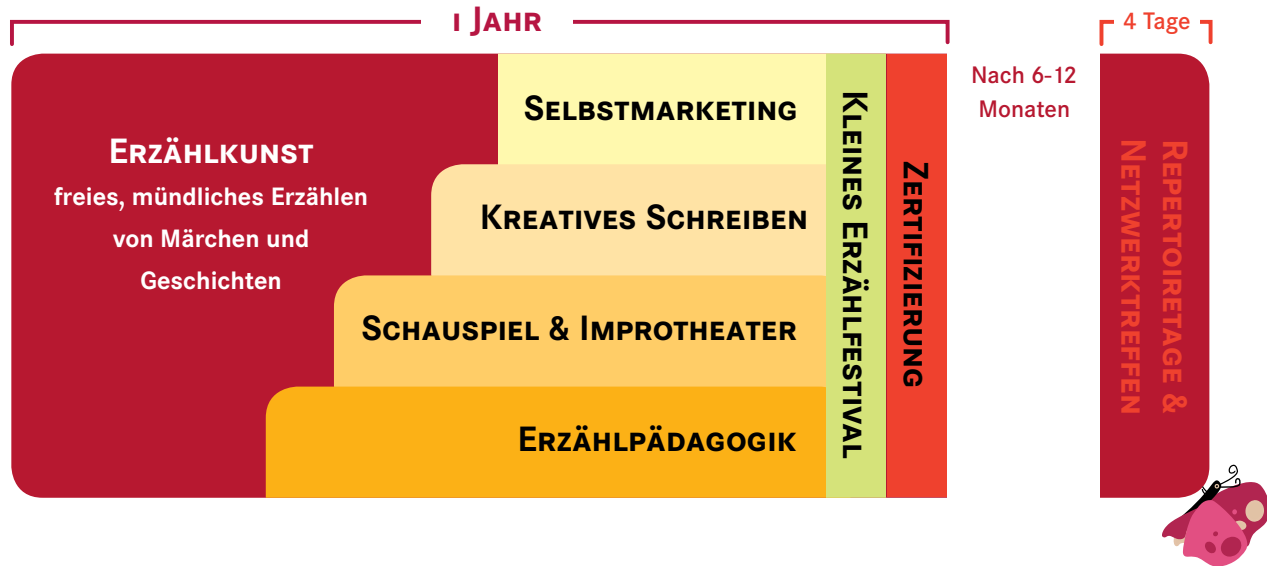 1 JAHR
4 Tage
Nach 6-12
Monaten
ERZÄHLKUNST
freies, mündliches Erzählen
von Märchen und
Geschichten
SELBSTMARKETING
KREATIVES SCHREIBEN
SCHAUSPIEL & IMPROTHEATER
ERZÄHLPÄDAGOGIK
KLEINES ERZÄHLFESTIVAL
ZERTIFIZIERUNG
REPERTOIRETAGE &
NETZWERKTREFFEN